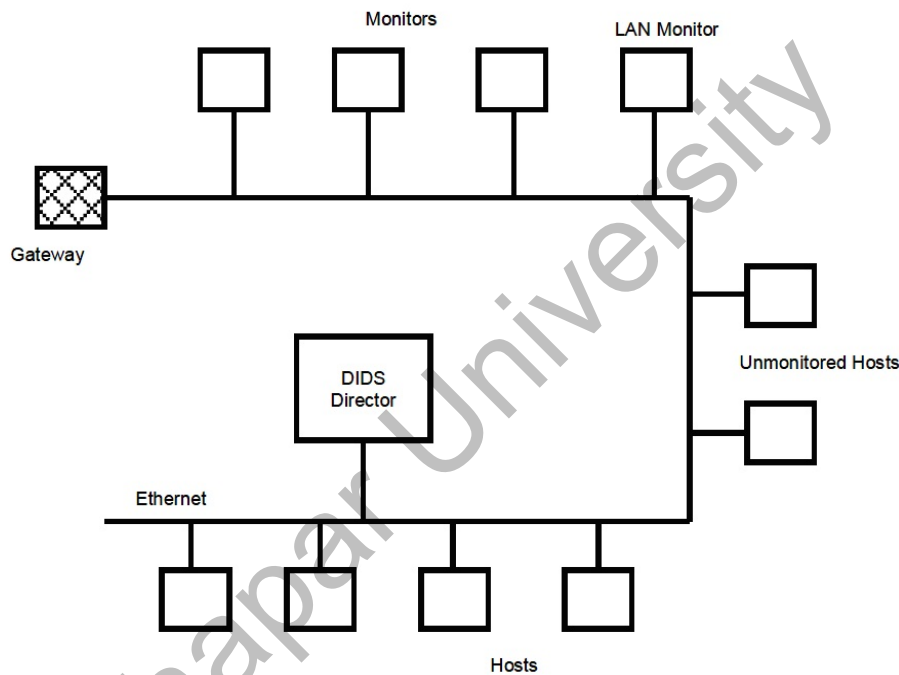 Monitors
LAN Monitor
Gateway
Unmonitored Hosts
DIDS
Director
Ethernet
Hosts
University